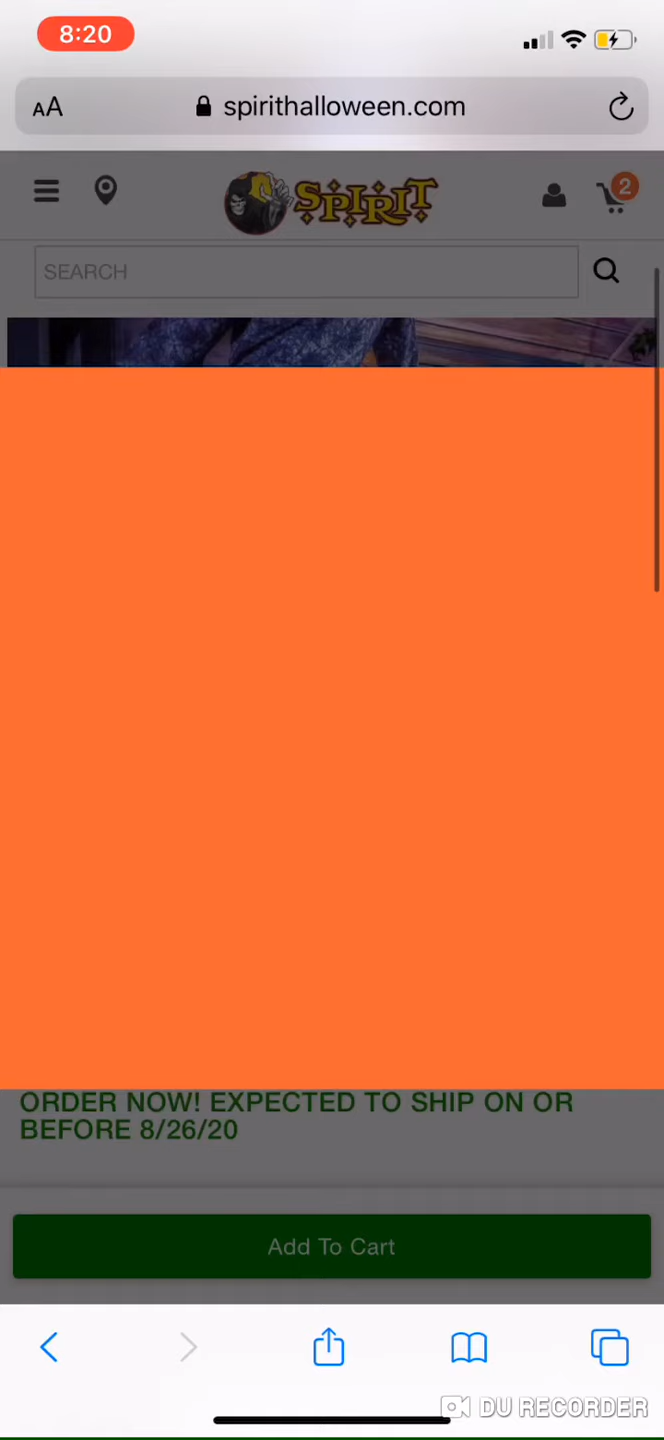 8:20
AA
spirithalloween.com
SPIRIT
2
SEARCH
ORDER NOW! EXPECTED TO SHIP ON OR
BEFORE 8/26/20
Add To Cart
DU RECORDER